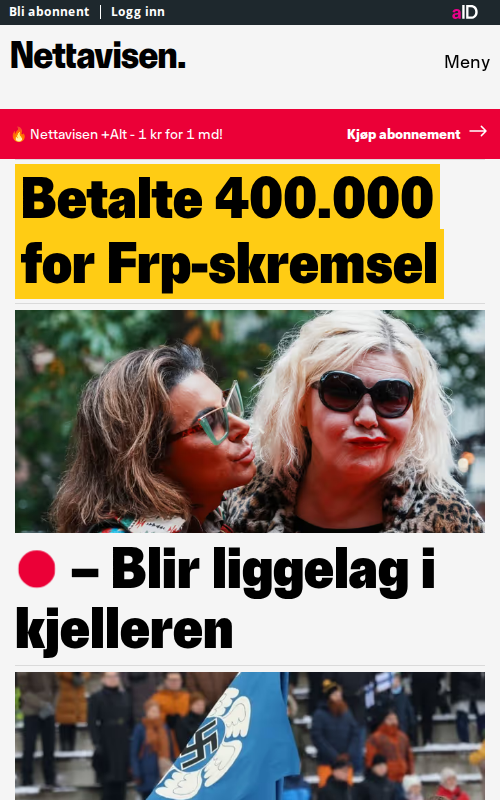 Bli abonnent | Logg inn
aID
Nettavisen.
Meny
🔥 Nettavisen +Alt - 1 kr for 1 md!
Kjøp abonnement →
Betalte 400.000
for Frp-skremsel
– Blir liggelag i
kjelleren